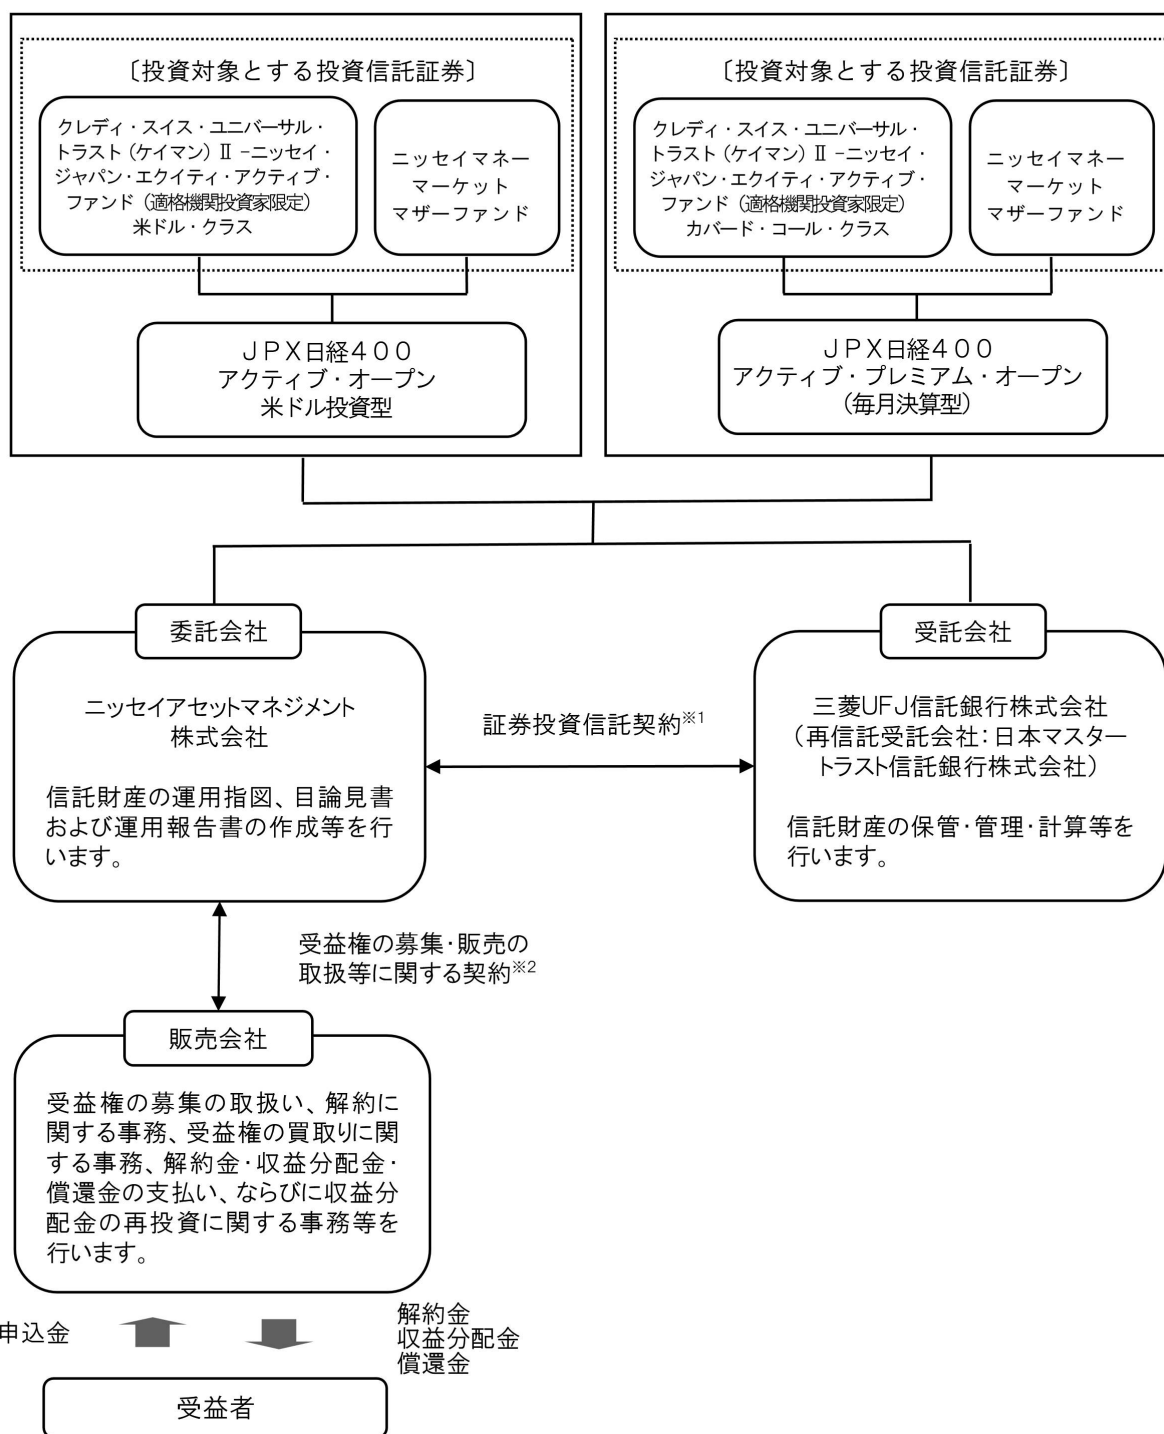 〔投資対象とする投資信託証券〕
クレディ・スイス・ユニバーサル・
トラスト（ケイマン）Ⅱ－ニッセイ・
ジャパン・エクイティ・アクティブ・
ファンド（適格機関投資家限定）
米ドル・クラス
ニッセイマネー
マーケット
マザーファンド
JPX日経４００
アクティブ・オープン
米ドル投資型
〔投資対象とする投資信託証券〕
クレディ・スイス・ユニバーサル・
トラスト（ケイマン）Ⅱ－ニッセイ・
ジャパン・エクイティ・アクティブ・
ファンド（適格機関投資家限定）
カバード・コール・クラス
ニッセイマネー
マーケット
マザーファンド
JPX日経４００
アクティブ・プレミアム・オープン
（毎月決算型）
委託会社
ニッセイアセットマネジメント
株式会社
信託財産の運用指図、目論見書
および運用報告書の作成等を行
います。
証券投資信託契約※1
受託会社
三菱UFJ信託銀行株式会社
（再信託受託会社：日本マスター
トラスト信託銀行株式会社）
信託財産の保管・管理・計算等を
行います。
受益権の募集・販売の
取扱等に関する契約※2
販売会社
受益権の募集の取扱い、解約に
関する事務、受益権の買取りに関
する事務、解約金・収益分配金・
償還金の支払い、ならびに収益分
配金の再投資に関する事務等を
行います。
申込金
解約金
収益分配金
償還金
受益者